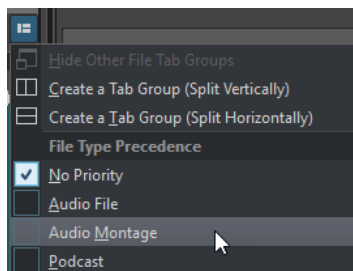 Hide Other File Tab Groups
Create a Tab Group (Split Vertically)
Create a Tab Group (Split Horizontally)
File Type Precedence
No Priority
Audio File
Audio Montage
Podcast